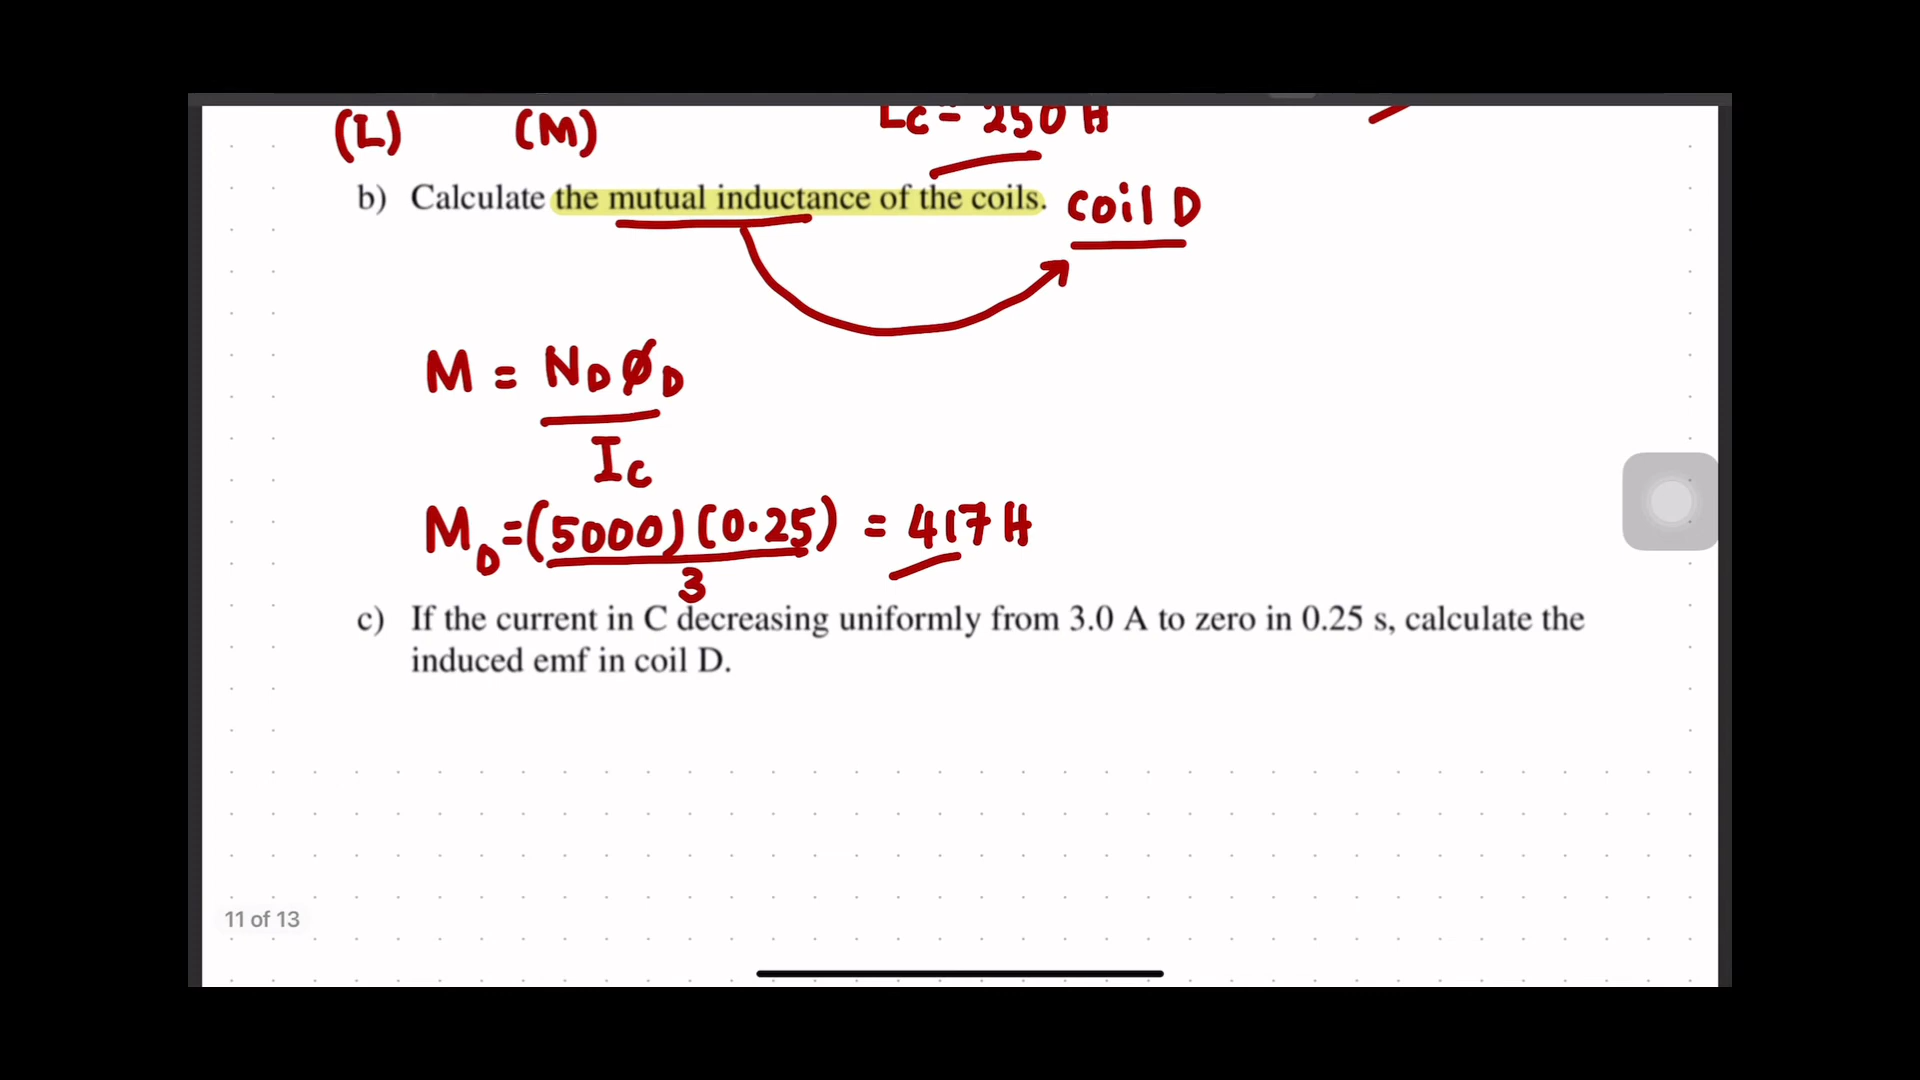 (L) (M) Lc = 250 H
b) Calculate the mutual inductance of the coils. coil D
M = NDØD
Ic
MD = (5000)(0.25) = 417 H
3
c) If the current in C decreasing uniformly from 3.0 A to zero in 0.25 s, calculate the
induced emf in coil D.
11 of 13